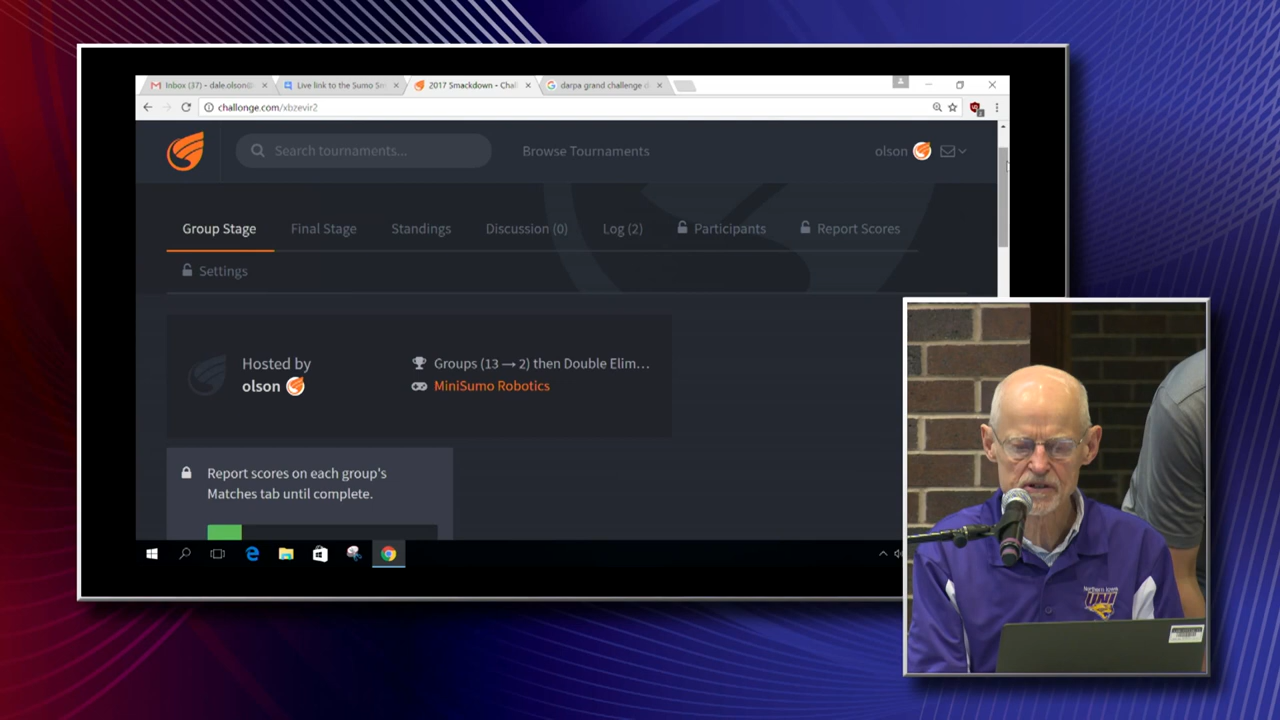 Inbox (37) - dale.olson@
Live link to the Sumo Sm
2017 Smackdown - Chal
darpa grand challenge d
challonge.com/xbzevir2
Search tournaments...
Browse Tournaments
olson
Group Stage
Final Stage
Standings
Discussion (0)
Log (2)
Participants
Report Scores
Settings
Hosted by
olson
Groups (13 → 2) then Double Elim...
MiniSumo Robotics
Report scores on each group's
Matches tab until complete.
Northern Iowa
UNI